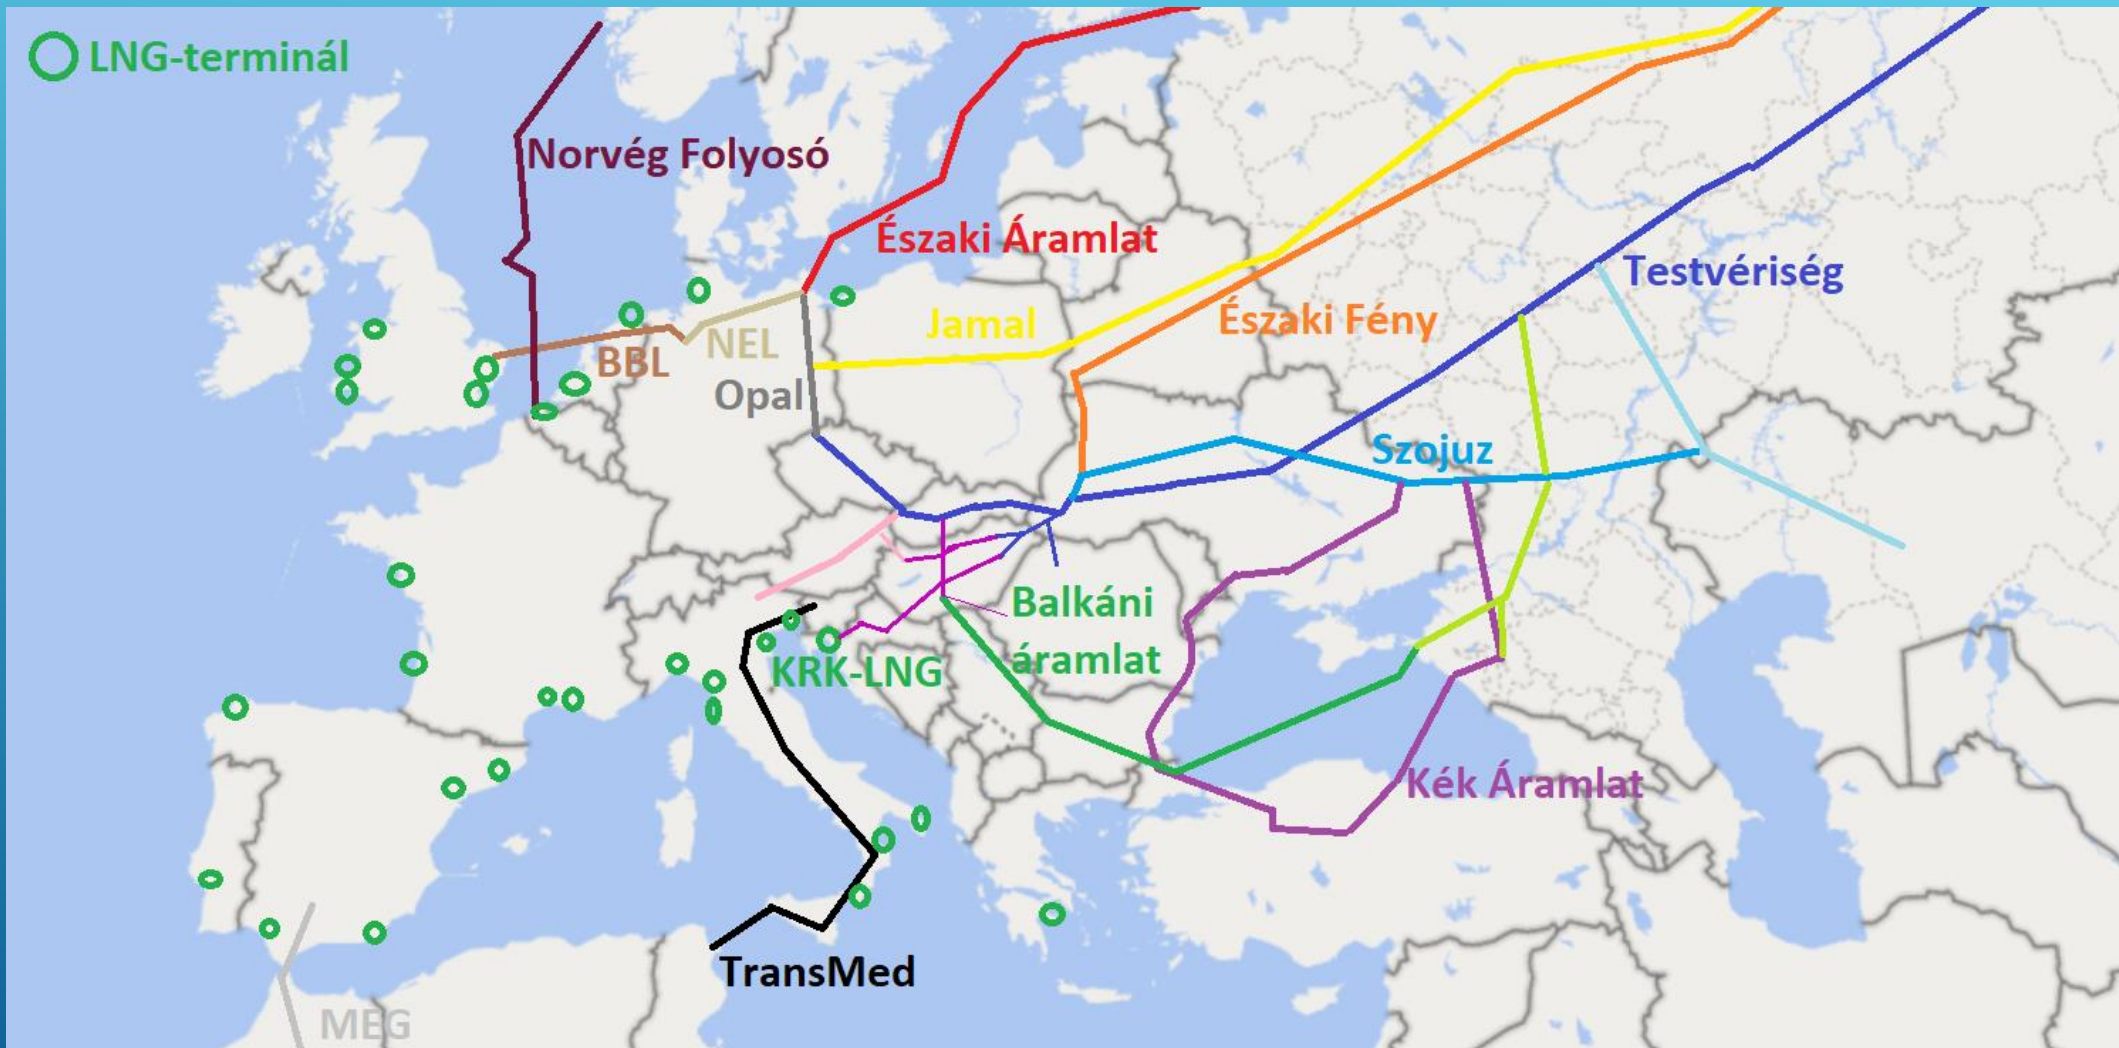 LNG-terminál
Norvég Folyosó
Északi Áramlat
Testvériség
Jamal
Északi Fény
NEL
BBL
Opal
Szojuz
Balkáni
áramlat
KRK-LNG
Kék Áramlat
TransMed
MEG